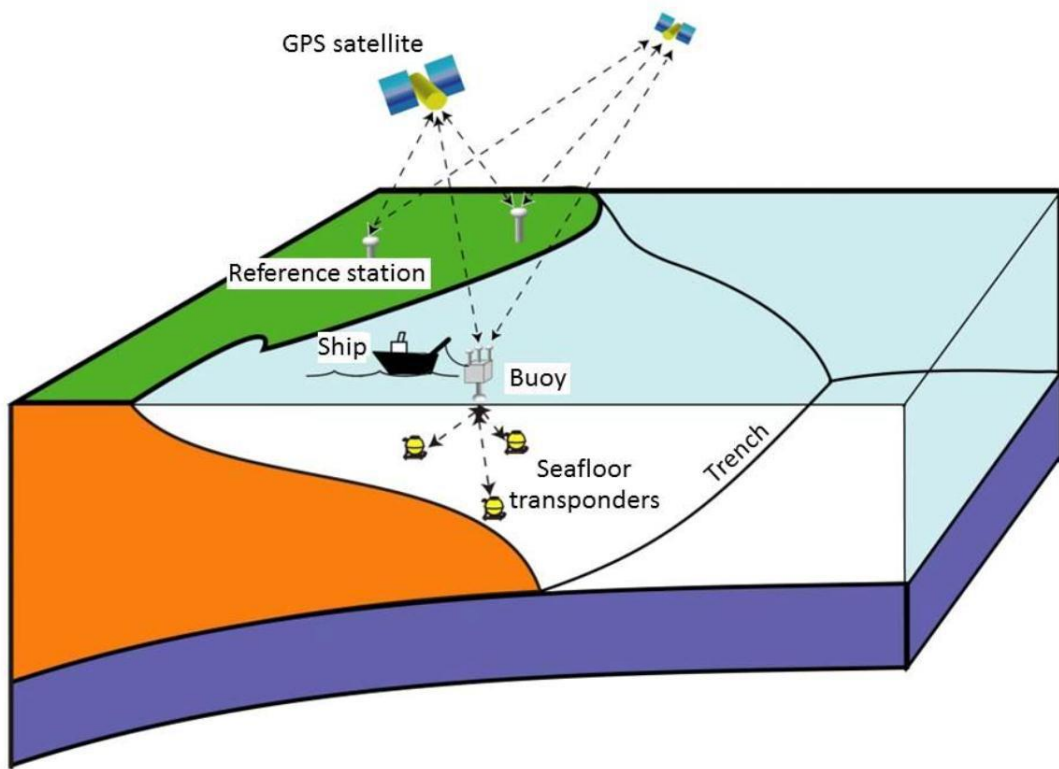 GPS satellite
Reference station
Ship
Buoy
Trench
Seafloor
transponders